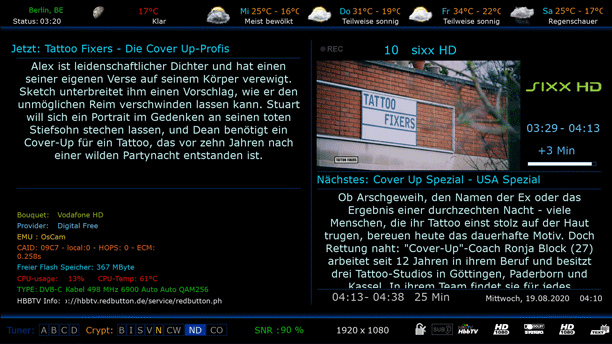 Berlin, BE
Status: 03:20
17°C
Klar
Mi 25°C - 16°C
Meist bewölkt
Do 31°C - 19°C
Teilweise sonnig
Fr 34°C - 22°C
Teilweise sonnig
Sa 25°C - 17°C
Regenschauer
Jetzt: Tattoo Fixers - Die Cover Up-Profis
Alex ist leidenschaftlicher Dichter und hat einen
seiner eigenen Verse auf seinem Körper verewigt.
Sketch unterbreitet ihm einen Vorschlag, wie er den
unmöglichen Reim verschwinden lassen kann. Stuart
will sich ein Portrait im Gedenken an seinen toten
Stiefsohn stechen lassen, und Dean benötigt ein
Cover-Up für ein Tattoo, das vor zehn Jahren nach
einer wilden Partynacht entstanden ist.
REC
10 sixx HD
TATTOO
FIXERS
TATTOO FIXERS
SIXX HD
03:29 - 04:13
+3 Min
Nächstes: Cover Up Spezial - USA Spezial
Ob Arschgeweih, den Namen der Ex oder das
Ergebnis einer durchzechten Nacht - viele
Menschen, die ihr Tattoo einst stolz auf der Haut
trugen, bereuen heute das dauerhafte Motiv. Doch
Rettung naht: "Cover-Up"-Coach Ronja Block (27)
arbeitet seit 12 Jahren in ihrem Beruf und besitzt
drei Tattoo-Studios in Göttingen, Paderborn und
Kassel. In ihrem Team findet sie für jedes
04:13- 04:38 25 Min
Mittwoch, 19.08.2020 04:10
Bouquet: Vodafone HD
Provider: Digital Free
EMU : OsCam
CAID: 09C7 - local:0 - HOPS: 0 - ECM:
0.258s
Freier Flash Speicher: 367 MByte
CPU-usage: 13% CPU-Temp: 61°C
TYPE: DVB-C Kabel 498 MHz 6900 Auto Auto QAM256
HBBTV Info: ://hbbtv.redbutton.de/service/redbutton.ph
Tuner: A B C D
Crypt: B I S V N CW ND CO
SNR : 90 %
1920 x 1080
SUB
HbbTV
HD 1080
DOLBY
HD 1080
TEXT